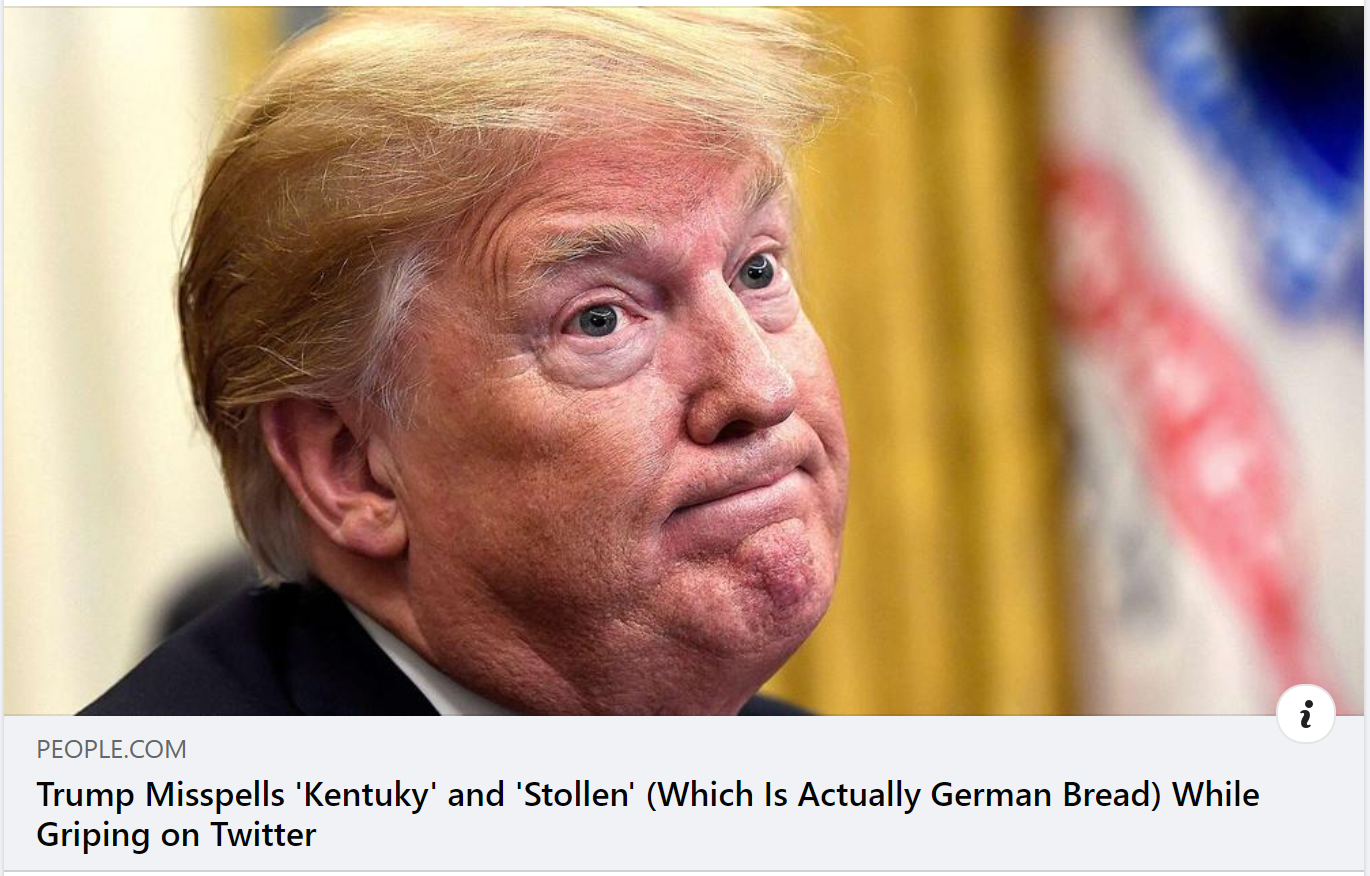 PEOPLE.COM
Trump Misspells 'Kentuky' and 'Stollen' (Which Is Actually German Bread) While
Griping on Twitter